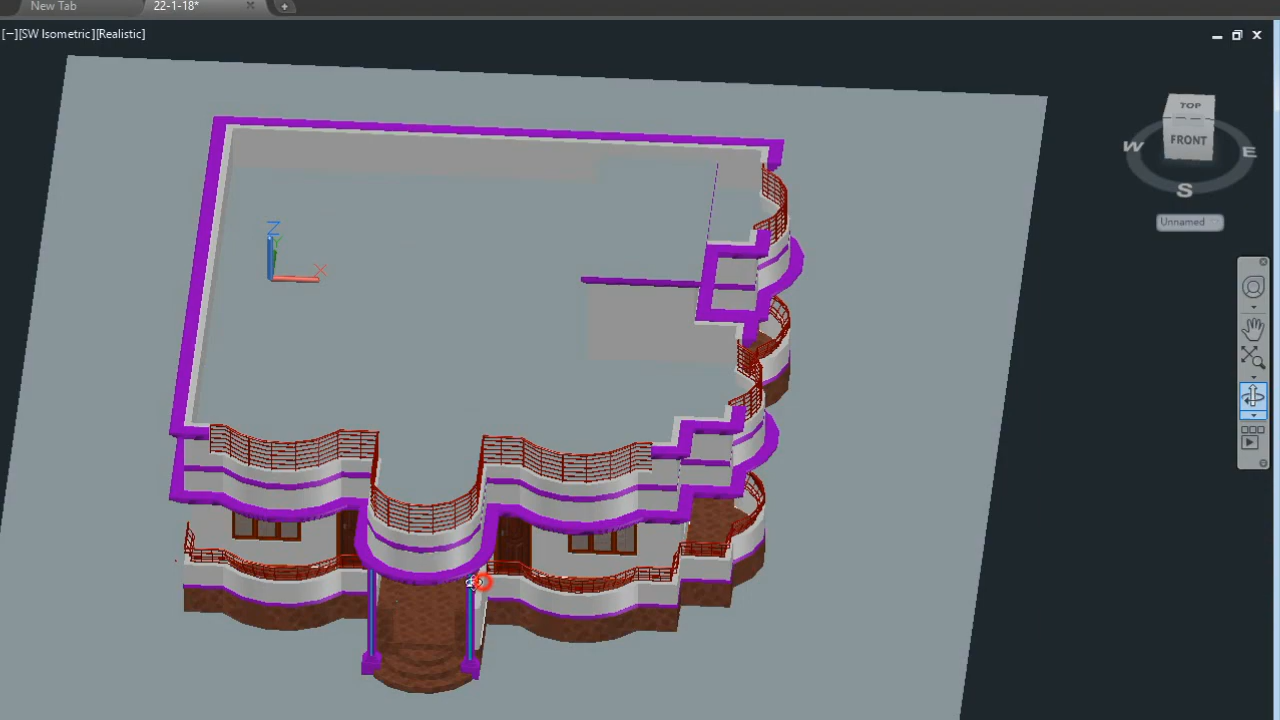 New Tab
22-1-18*
[−][SW Isometric][Realistic]
TOP
FRONT
W
E
S
Unnamed
Z
Y
X